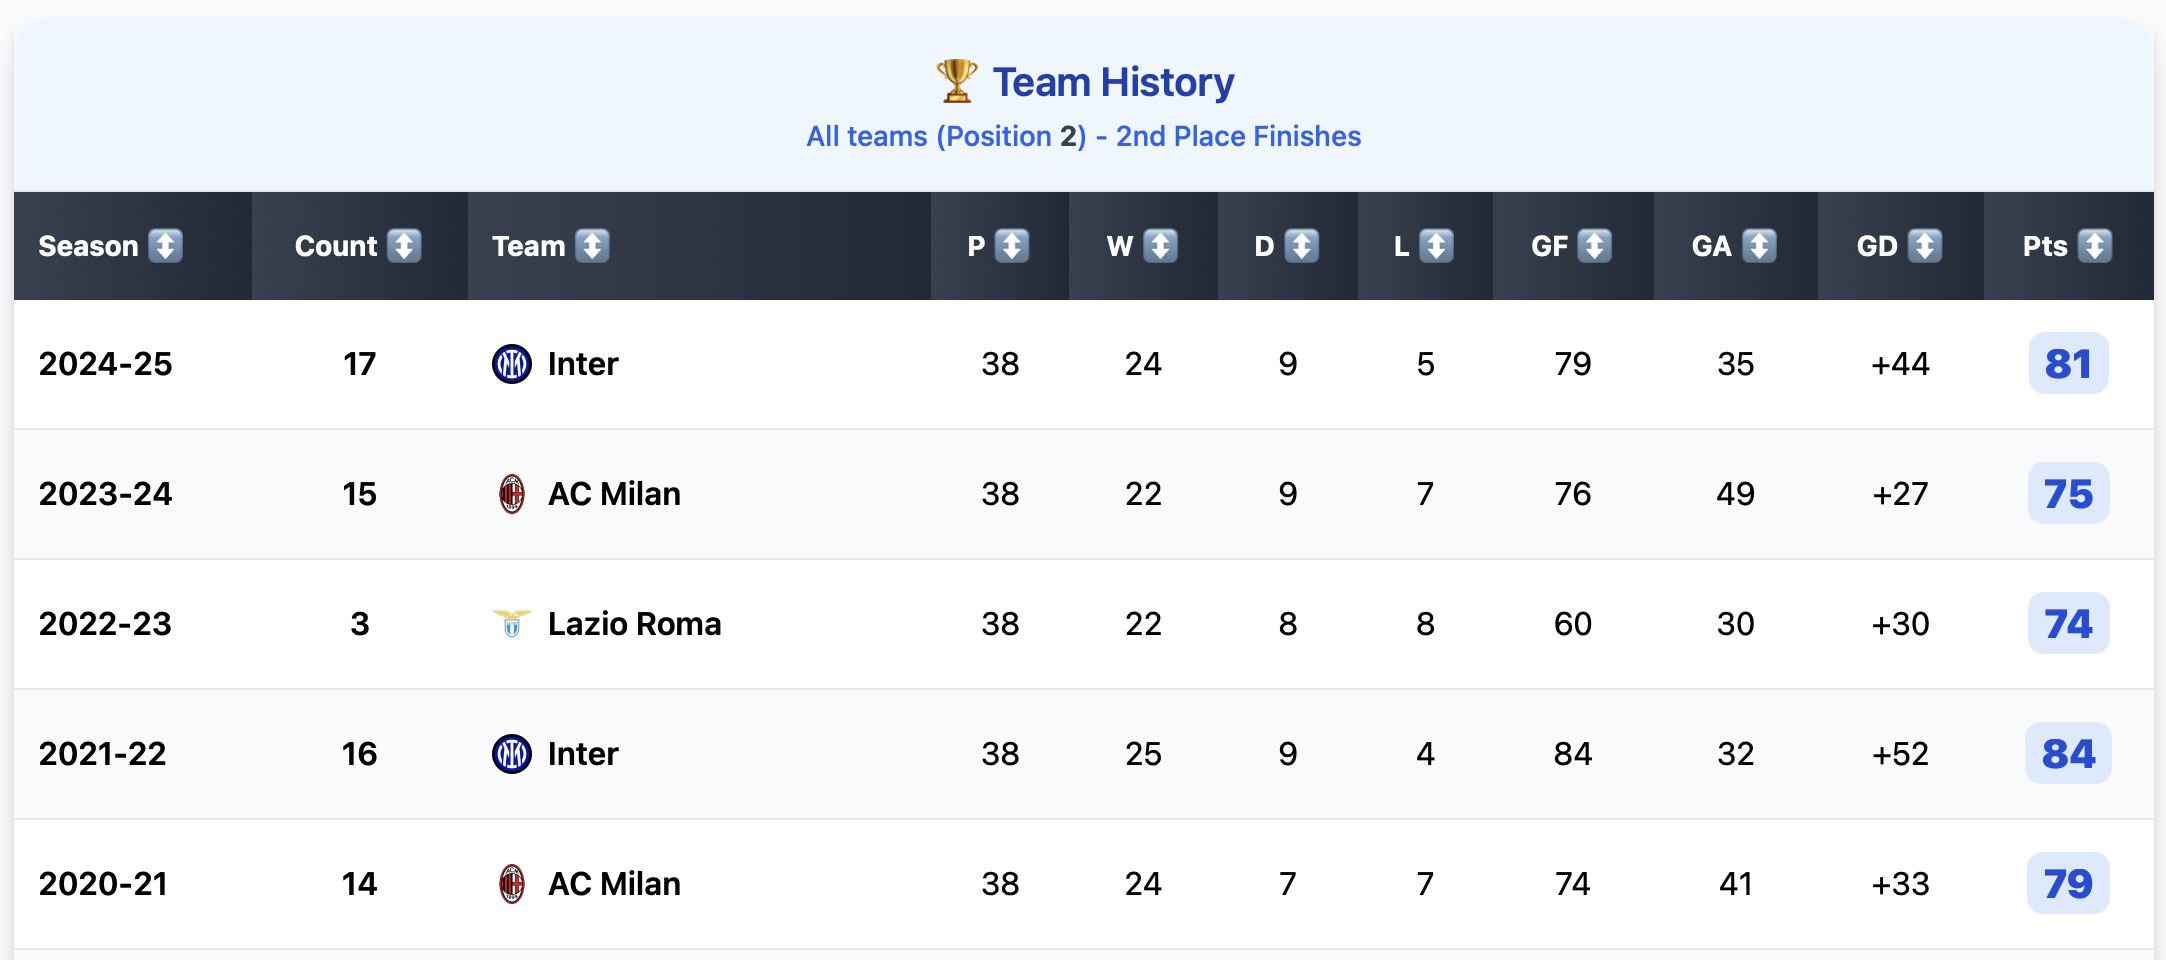 🏆 Team History
All teams (Position 2) - 2nd Place Finishes
Season ↕️ Count ↕️ Team ↕️ P ↕️ W ↕️ D ↕️ L ↕️ GF ↕️ GA ↕️ GD ↕️ Pts ↕️
2024-25 17 Inter 38 24 9 5 79 35 +44 81
2023-24 15 AC Milan 38 22 9 7 76 49 +27 75
2022-23 3 Lazio Roma 38 22 8 8 60 30 +30 74
2021-22 16 Inter 38 25 9 4 84 32 +52 84
2020-21 14 AC Milan 38 24 7 7 74 41 +33 79